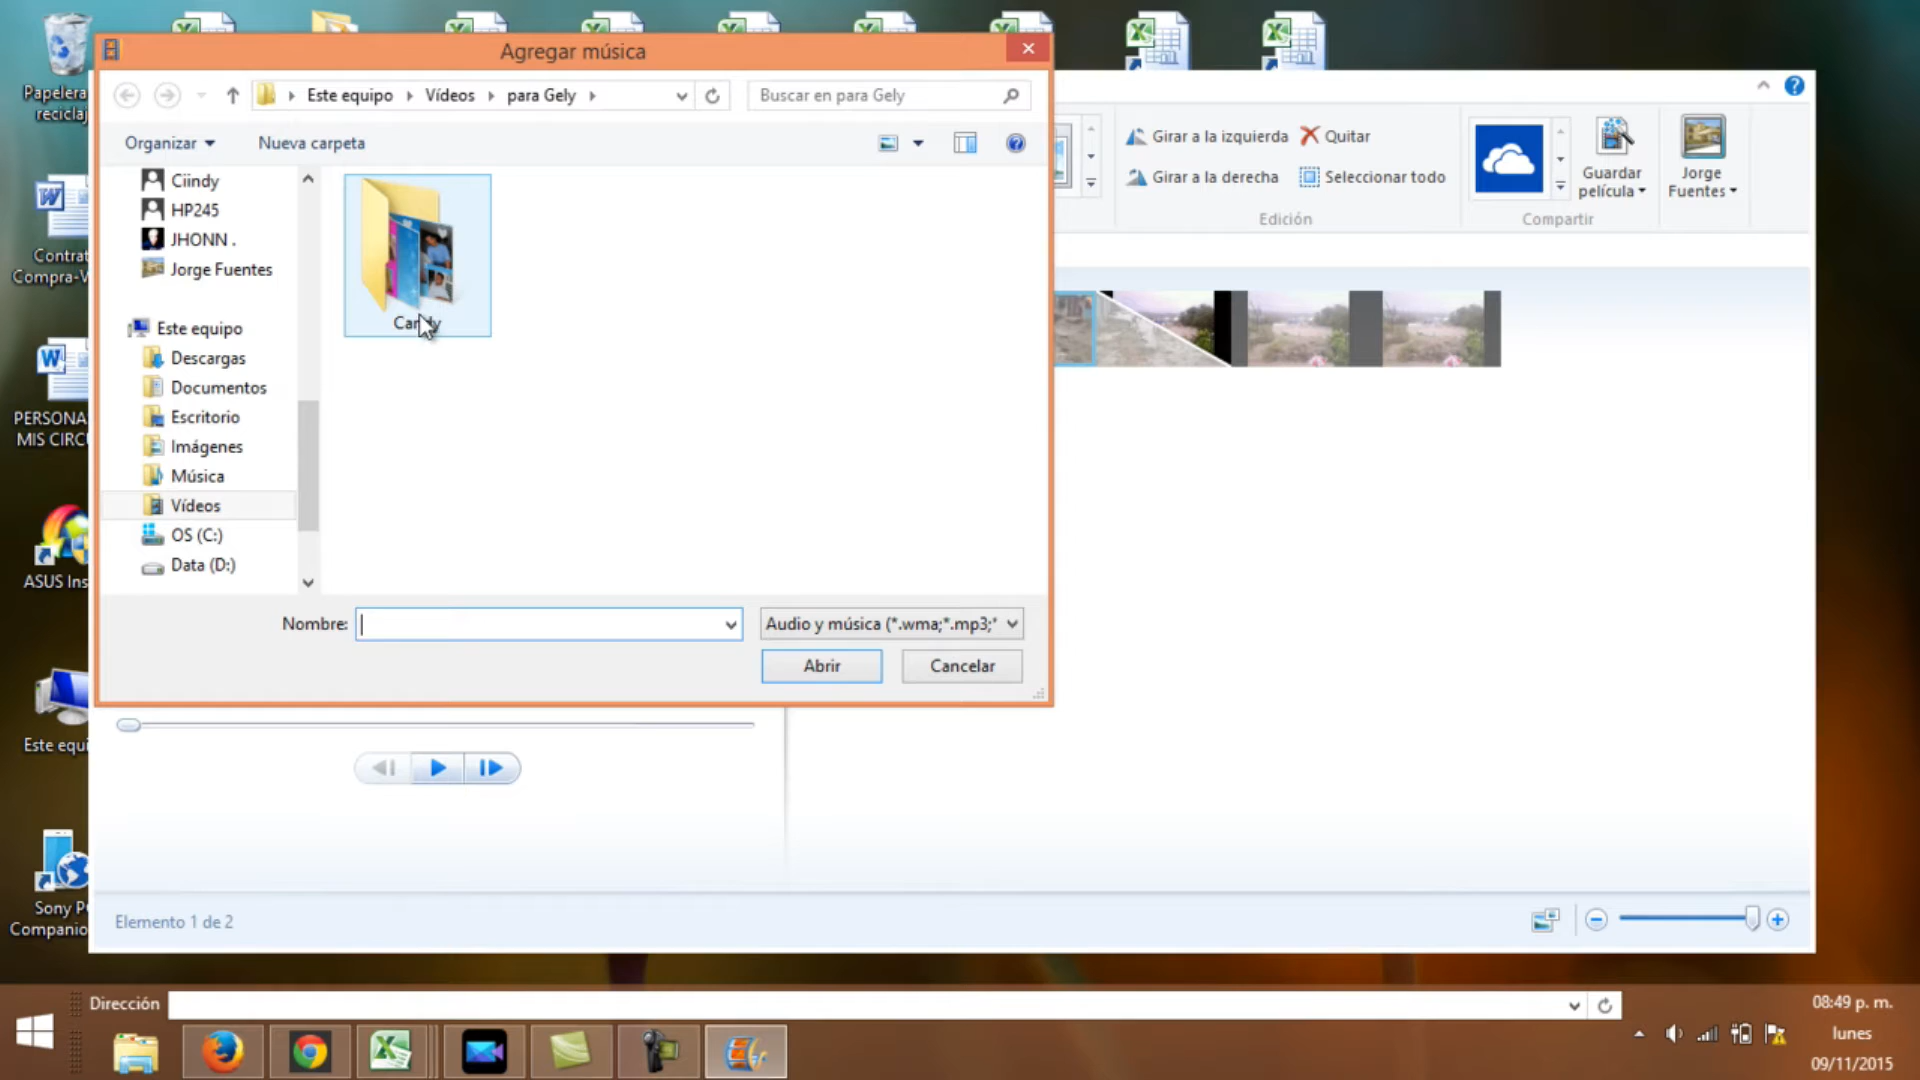 Papelera
reciclaj
Contrat
Compra-V
PERSONA
MIS CIRCU
ASUS Ins
Este equi
Sony P
Companio
Agregar música
Este equipo
Vídeos
para Gely
Buscar en para Gely
Organizar
Nueva carpeta
Ciindy
HP245
JHONN .
Jorge Fuentes
Este equipo
Descargas
Documentos
Escritorio
Imágenes
Música
Vídeos
OS (C:)
Data (D:)
Nombre:
Audio y música (*.wma;*.mp3;*
Abrir
Cancelar
Girar a la izquierda
Quitar
Girar a la derecha
Seleccionar todo
Edición
Guardar
película
Compartir
Jorge
Fuentes
Elemento 1 de 2
Dirección
08:49 p. m.
lunes
09/11/2015